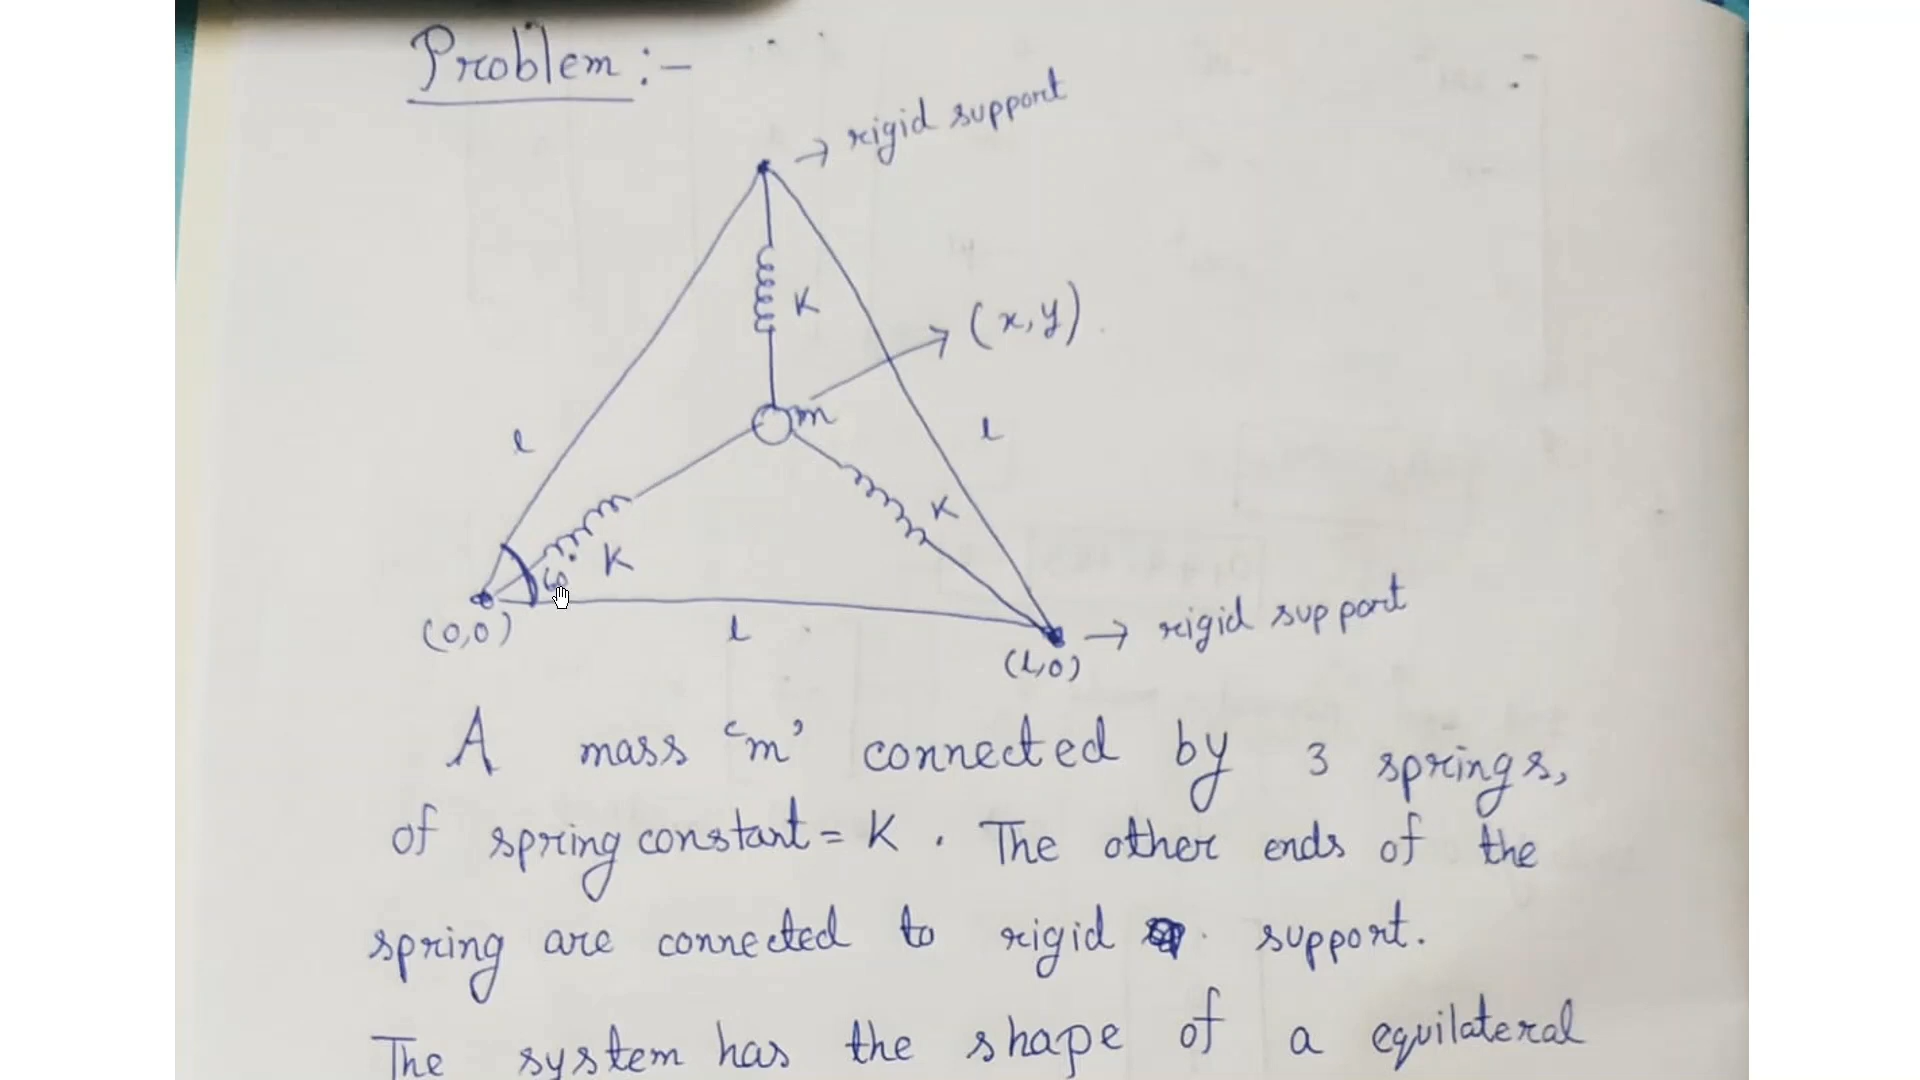 Problem :-
→ rigid support
K
(x,y)
m
l
l
K
K
60°
(0,0)
l
→ rigid support
(l,0)
A mass 'm' connected by 3 springs,
of spring constant = K . The other ends of the
spring are connected to rigid support.
The system has the shape of a equilateral